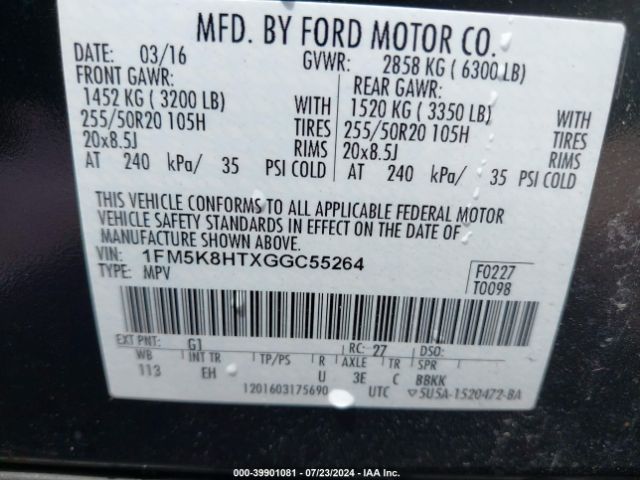 MFD. BY FORD MOTOR CO.
DATE: 03/16 GVWR: 2858 KG ( 6300 LB)
FRONT GAWR: REAR GAWR:
1452 KG ( 3200 LB) WITH 1520 KG ( 3350 LB) WITH
255/50R20 105H TIRES 255/50R20 105H TIRES
20x8.5J RIMS 20x8.5J RIMS
AT 240 kPa/ 35 PSI COLD AT 240 kPa/ 35 PSI COLD
THIS VEHICLE CONFORMS TO ALL APPLICABLE FEDERAL MOTOR
VEHICLE SAFETY STANDARDS IN EFFECT ON THE DATE OF
MANUFACTURE SHOWN ABOVE.
VIN: 1FM5K8HTXGGC55264 F0227
TYPE: MPV T0098
EXT PNT: G1 RC: 27 DSO:
WB INT TR TP/PS R AXLE TR SPR
113 EH U 3E C BBKK
1201603175690 UTC ▽5U5A-1520472-BA
000-39901081 - 07/23/2024 - IAA Inc.